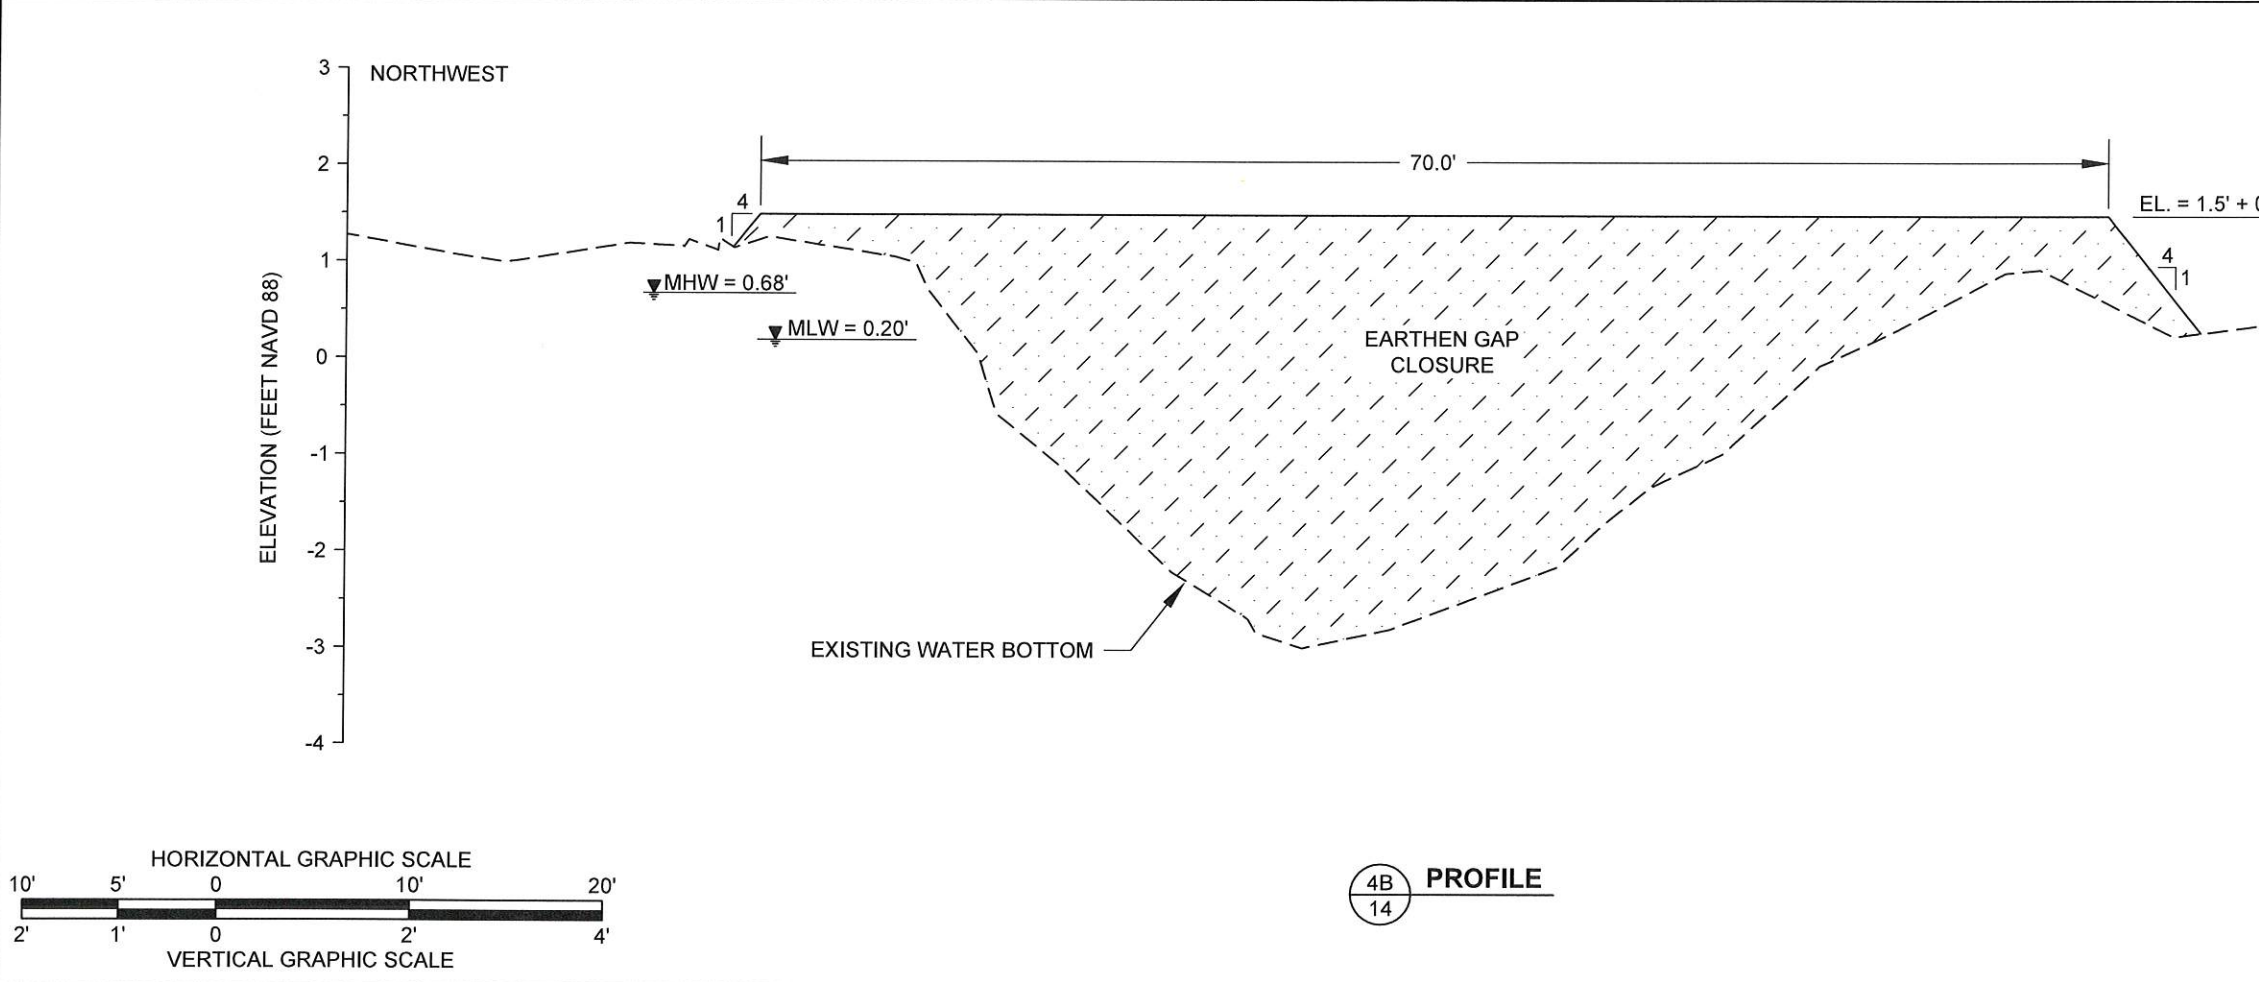 3
NORTHWEST
2
70.0'
4
1
EL. = 1.5' + 0
1
4
1
MHW = 0.68'
MLW = 0.20'
0
EARTHEN GAP
CLOSURE
ELEVATION (FEET NAVD 88)
-1
-2
-3
EXISTING WATER BOTTOM
-4
HORIZONTAL GRAPHIC SCALE
10' 5' 0 10' 20'
2' 1' 0 2' 4'
VERTICAL GRAPHIC SCALE
4B
14
PROFILE